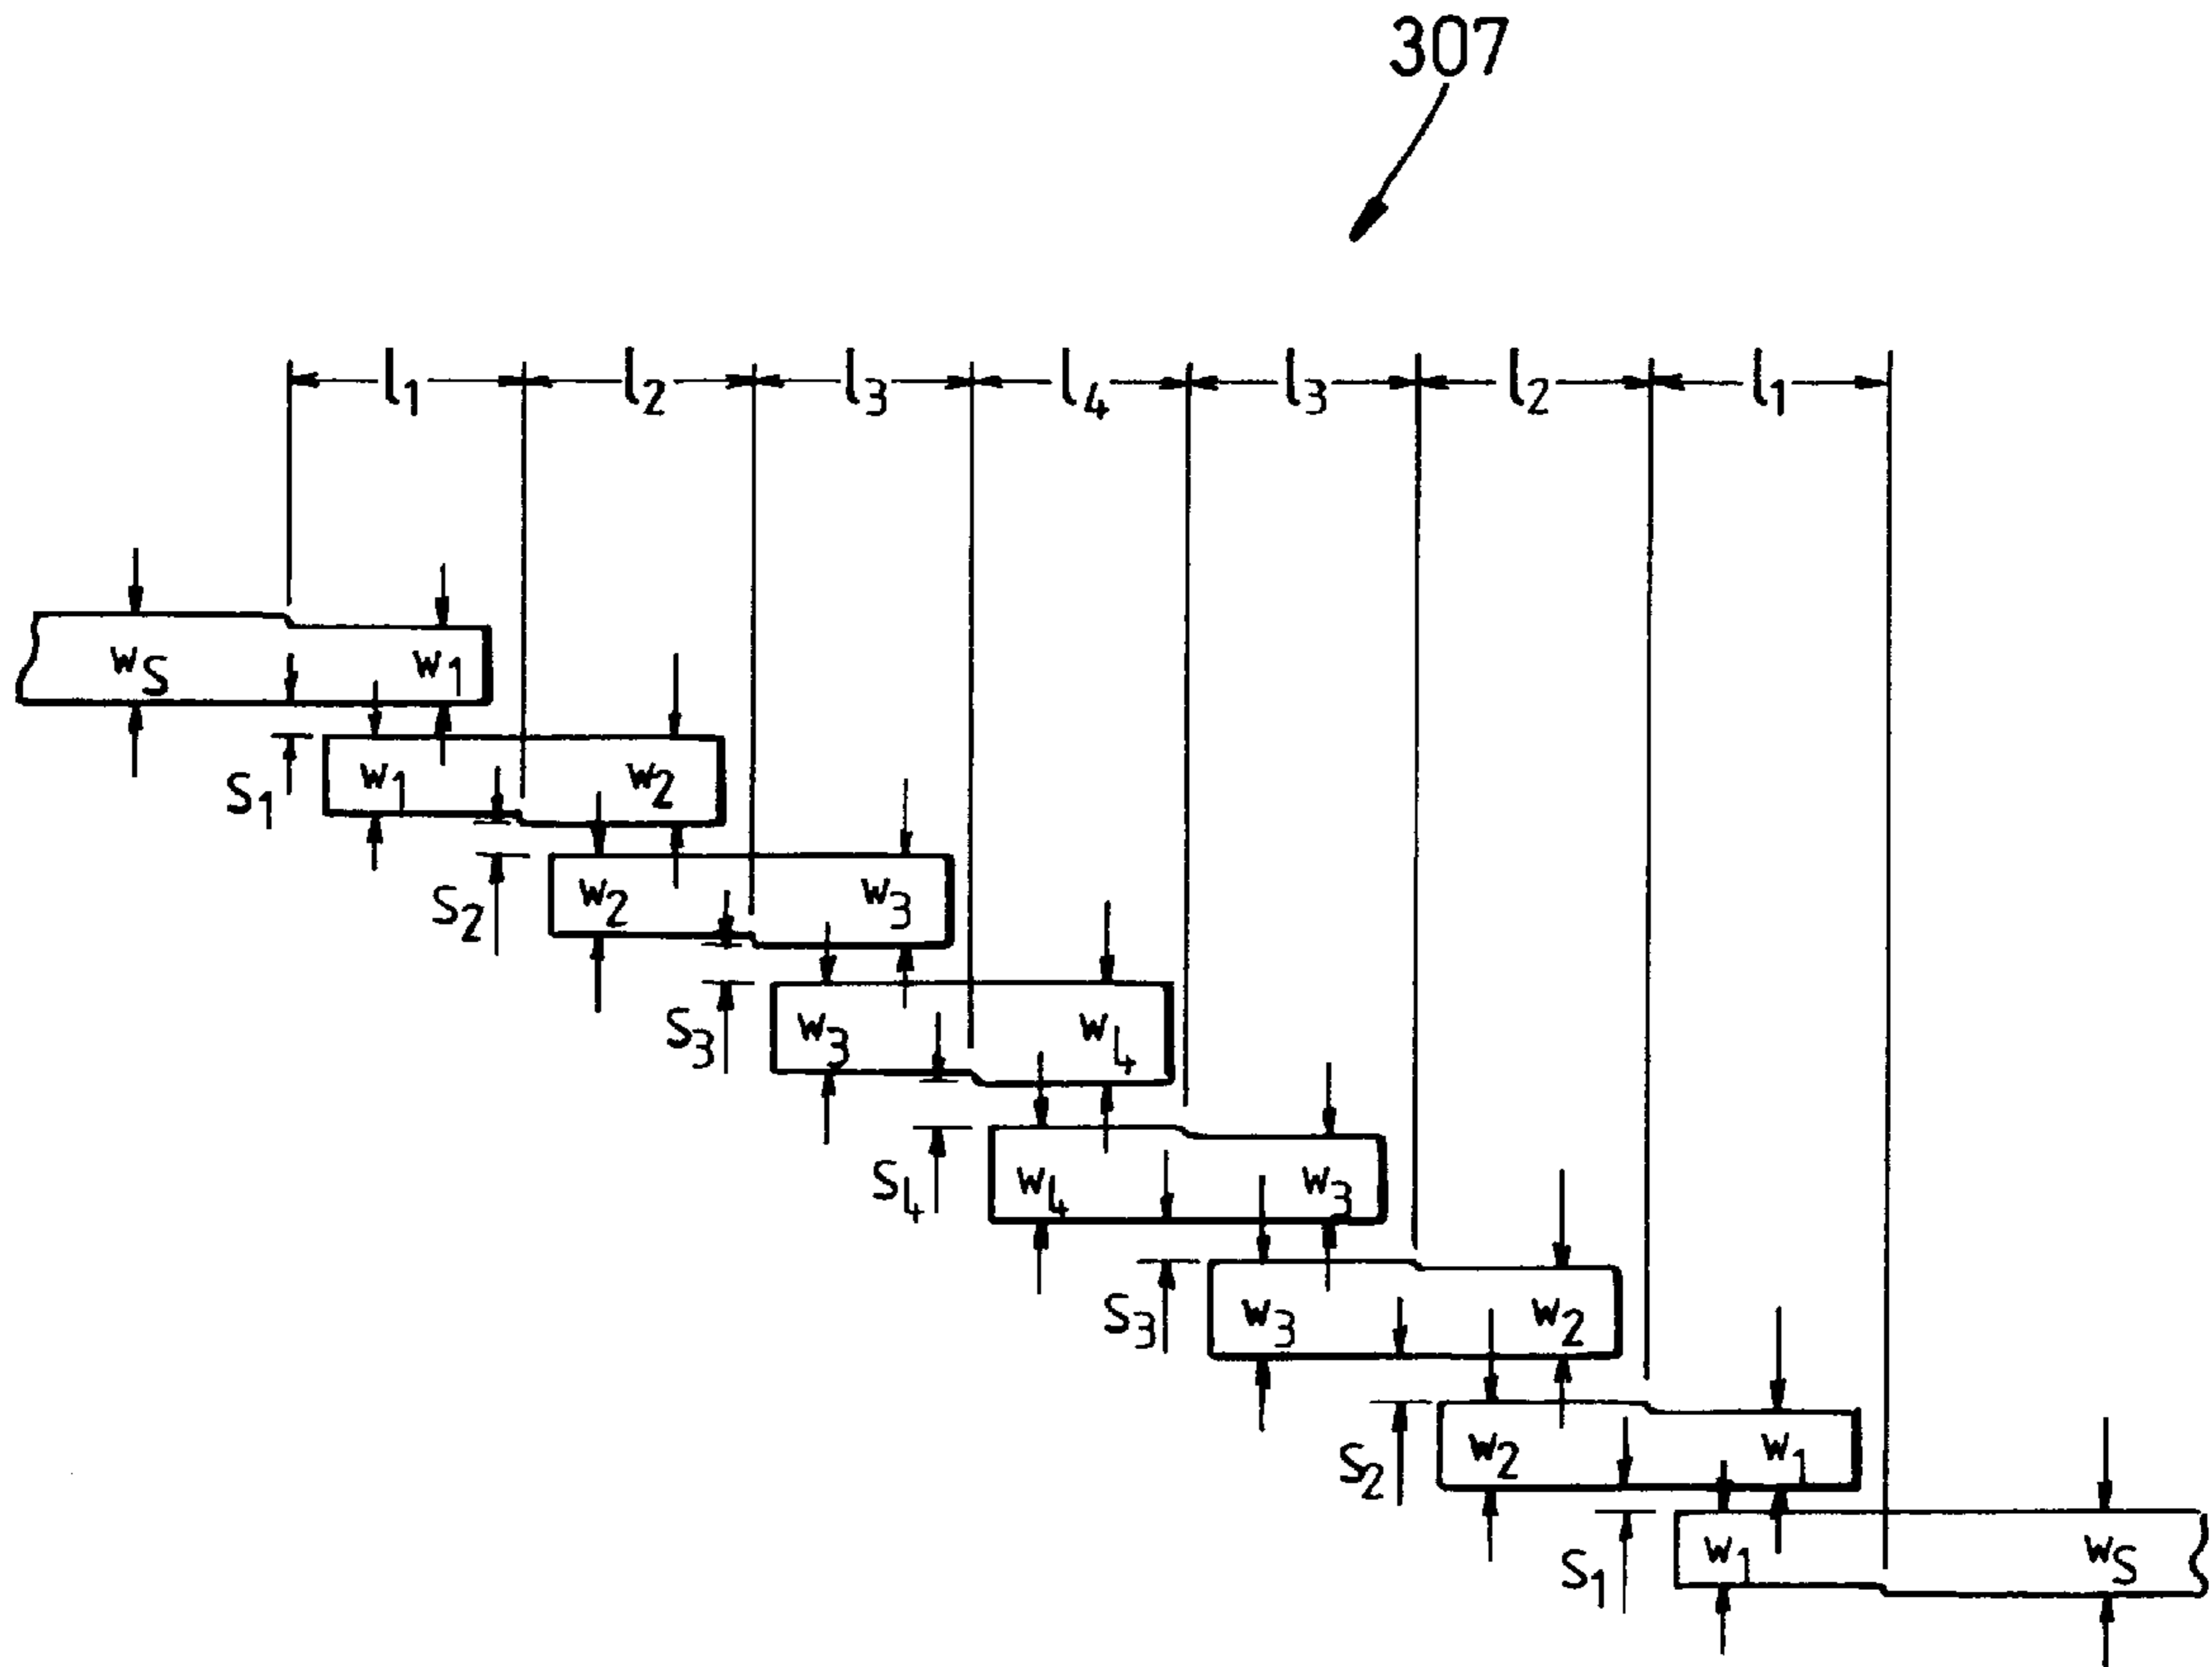 307
l1 l2 l3 l4 l3 l2 l1
wS w1
S1 w1 w2
S2 w2 w3
S3 w3 w4
S4 w4 w3
S3 w3 w2
S2 w2 w1
S1 w1 wS